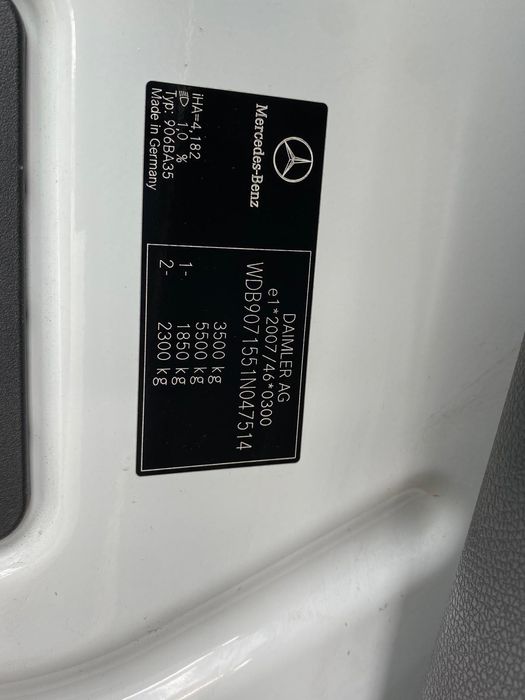 Mercedes-Benz
iHA=4,182
1,0 %
Typ: 906BA35
Made in Germany
DAIMLER AG
e1*2007/46*0300
WDB9071551N047514
3500 kg
5500 kg
1- 1850 kg
2- 2300 kg